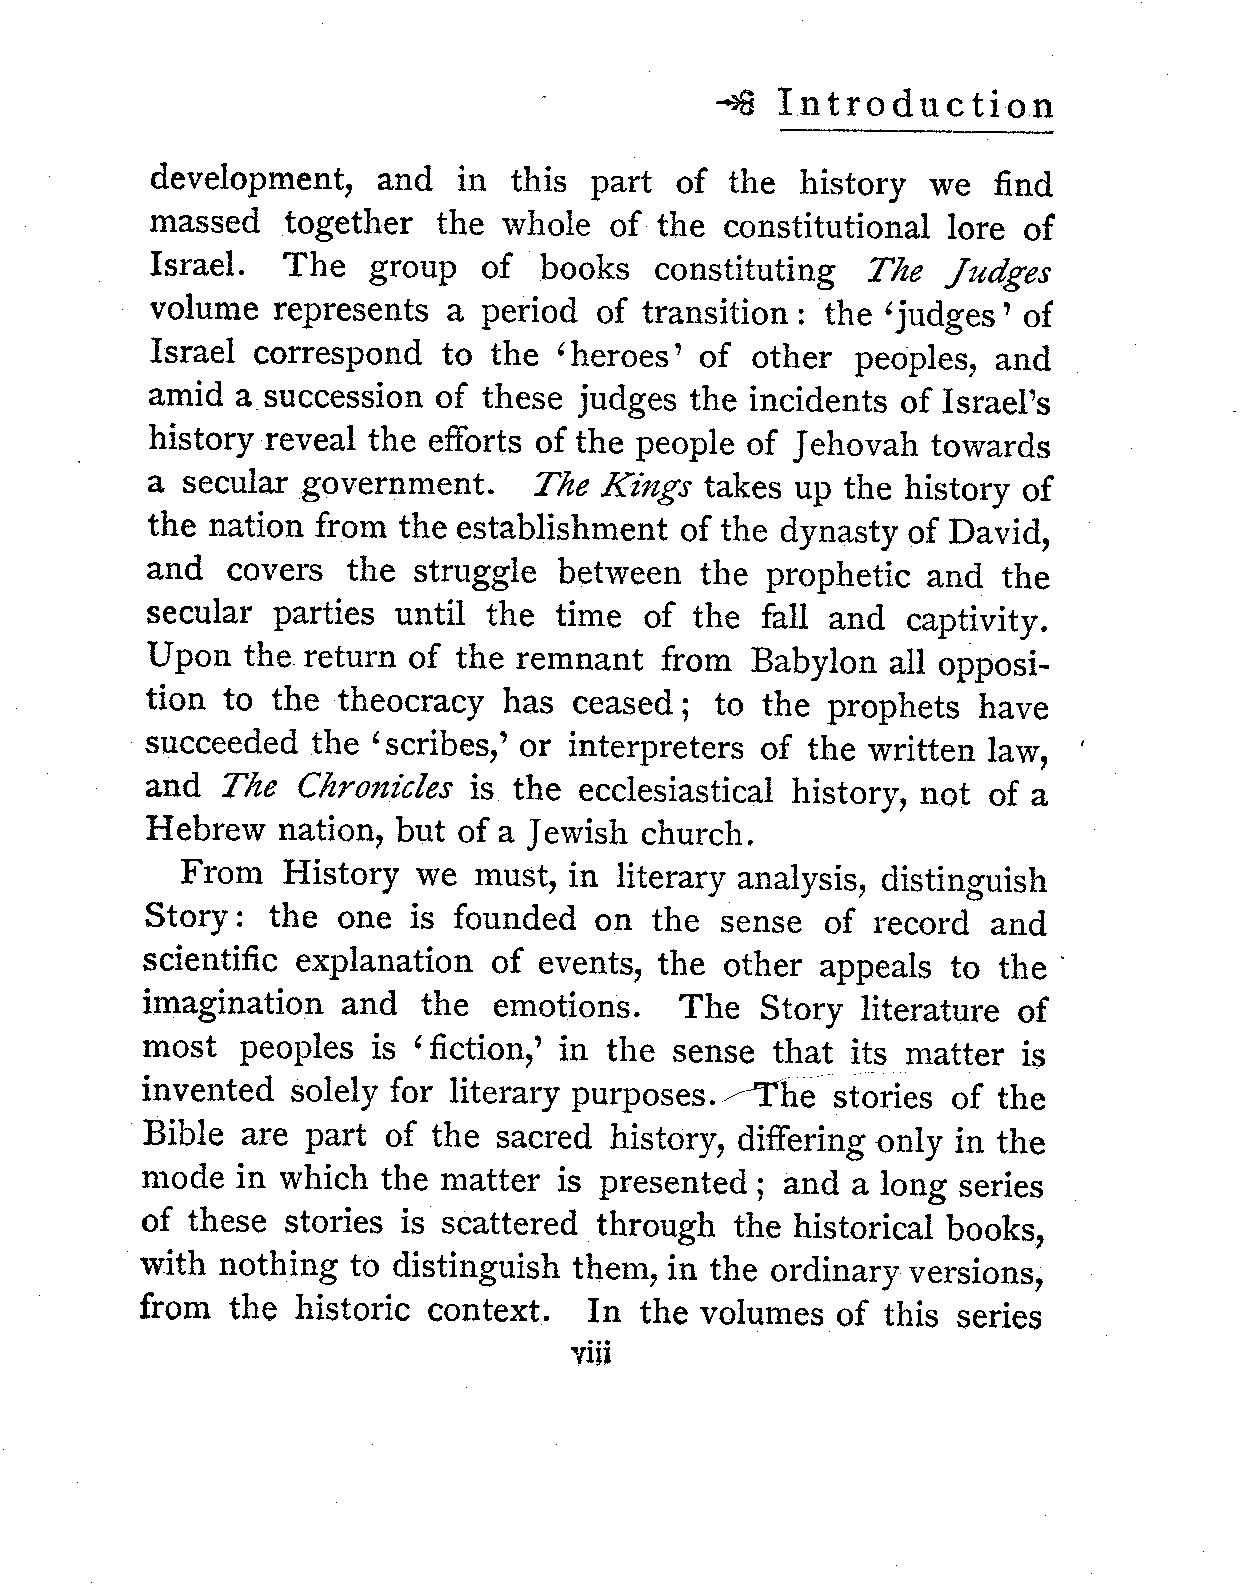 Introduction
development, and in this part of the history we find
massed together the whole of the constitutional lore of
Israel. The group of books constituting The Judges
volume represents a period of transition : the ‘judges’ of
Israel correspond to the ‘heroes’ of other peoples, and
amid a succession of these judges the incidents of Israel’s
history reveal the efforts of the people of Jehovah towards
a secular government. The Kings takes up the history of
the nation from the establishment of the dynasty of David,
and covers the struggle between the prophetic and the
secular parties until the time of the fall and captivity.
Upon the return of the remnant from Babylon all opposi-
tion to the theocracy has ceased ; to the prophets have
succeeded the ‘scribes,’ or interpreters of the written law,
and The Chronicles is the ecclesiastical history, not of a
Hebrew nation, but of a Jewish church.
From History we must, in literary analysis, distinguish
Story : the one is founded on the sense of record and
scientific explanation of events, the other appeals to the
imagination and the emotions. The Story literature of
most peoples is ‘fiction,’ in the sense that its matter is
invented solely for literary purposes. The stories of the
Bible are part of the sacred history, differing only in the
mode in which the matter is presented ; and a long series
of these stories is scattered through the historical books,
with nothing to distinguish them, in the ordinary versions,
from the historic context. In the volumes of this series
viii